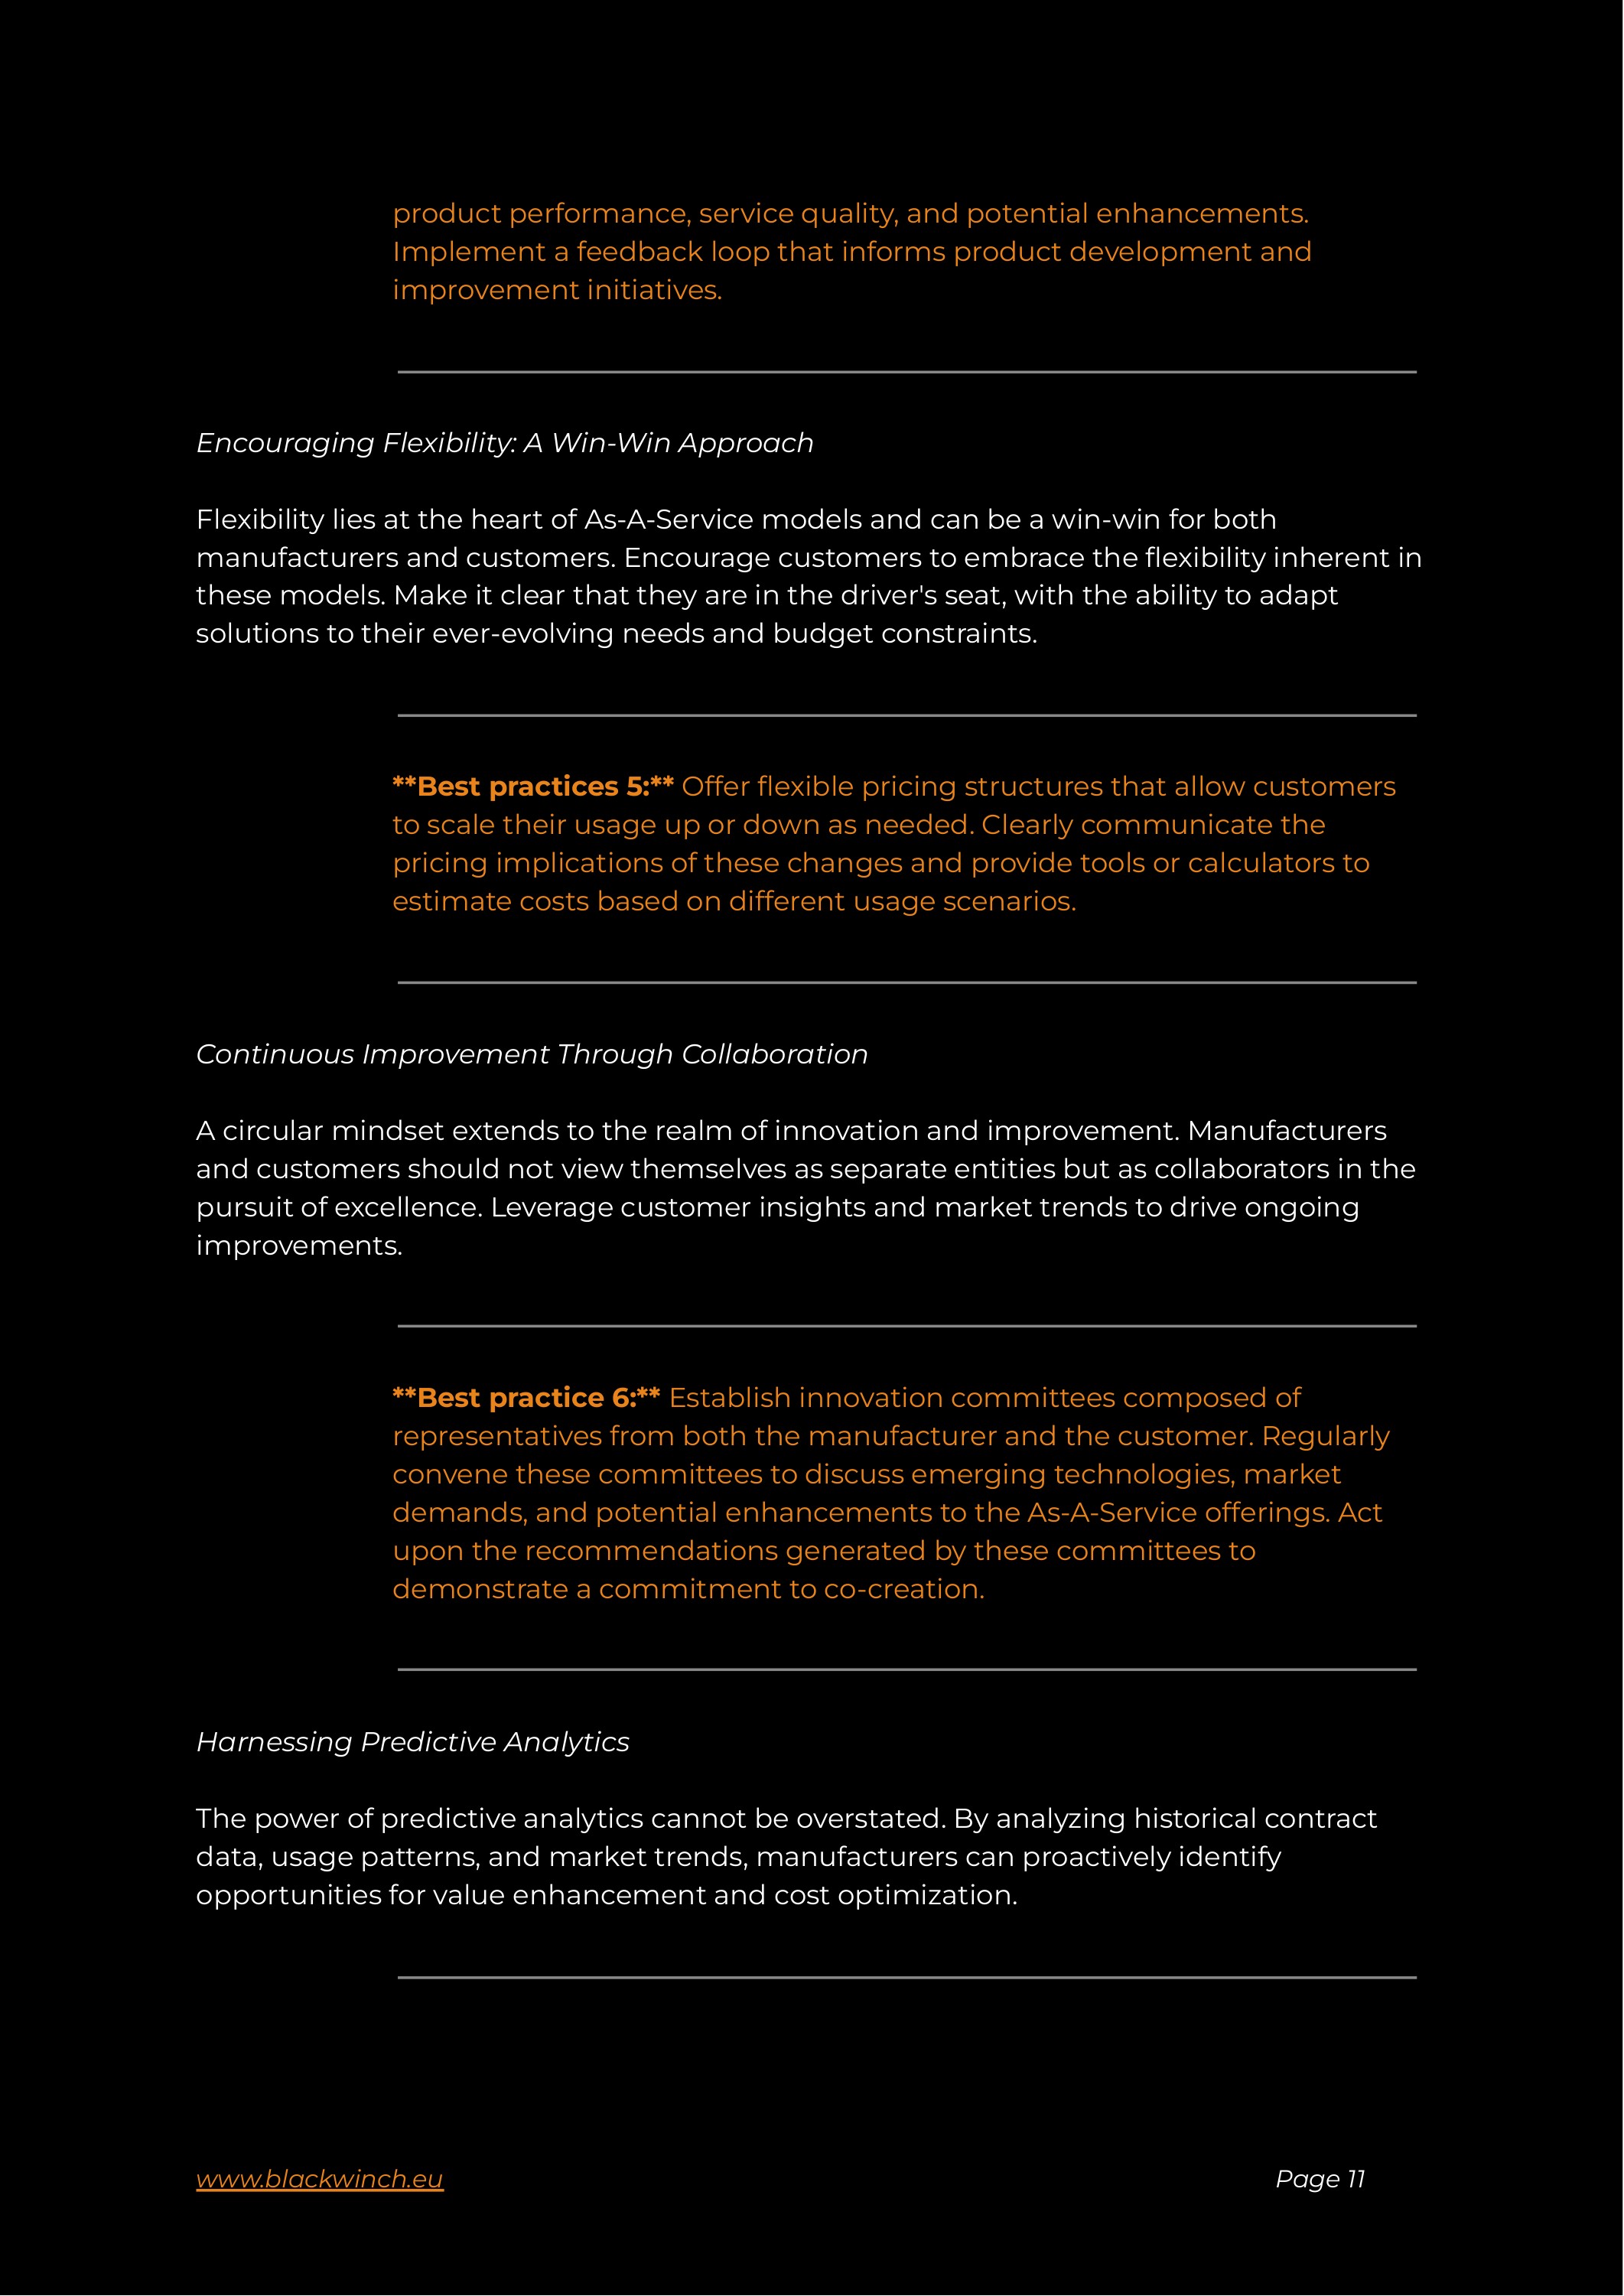 product performance, service quality, and potential enhancements.
Implement a feedback loop that informs product development and
improvement initiatives.
Encouraging Flexibility: A Win-Win Approach
Flexibility lies at the heart of As-A-Service models and can be a win-win for both
manufacturers and customers. Encourage customers to embrace the flexibility inherent in
these models. Make it clear that they are in the driver's seat, with the ability to adapt
solutions to their ever-evolving needs and budget constraints.
**Best practices 5:** Offer flexible pricing structures that allow customers
to scale their usage up or down as needed. Clearly communicate the
pricing implications of these changes and provide tools or calculators to
estimate costs based on different usage scenarios.
Continuous Improvement Through Collaboration
A circular mindset extends to the realm of innovation and improvement. Manufacturers
and customers should not view themselves as separate entities but as collaborators in the
pursuit of excellence. Leverage customer insights and market trends to drive ongoing
improvements.
**Best practice 6:** Establish innovation committees composed of
representatives from both the manufacturer and the customer. Regularly
convene these committees to discuss emerging technologies, market
demands, and potential enhancements to the As-A-Service offerings. Act
upon the recommendations generated by these committees to
demonstrate a commitment to co-creation.
Harnessing Predictive Analytics
The power of predictive analytics cannot be overstated. By analyzing historical contract
data, usage patterns, and market trends, manufacturers can proactively identify
opportunities for value enhancement and cost optimization.
www.blackwinch.eu
Page 11